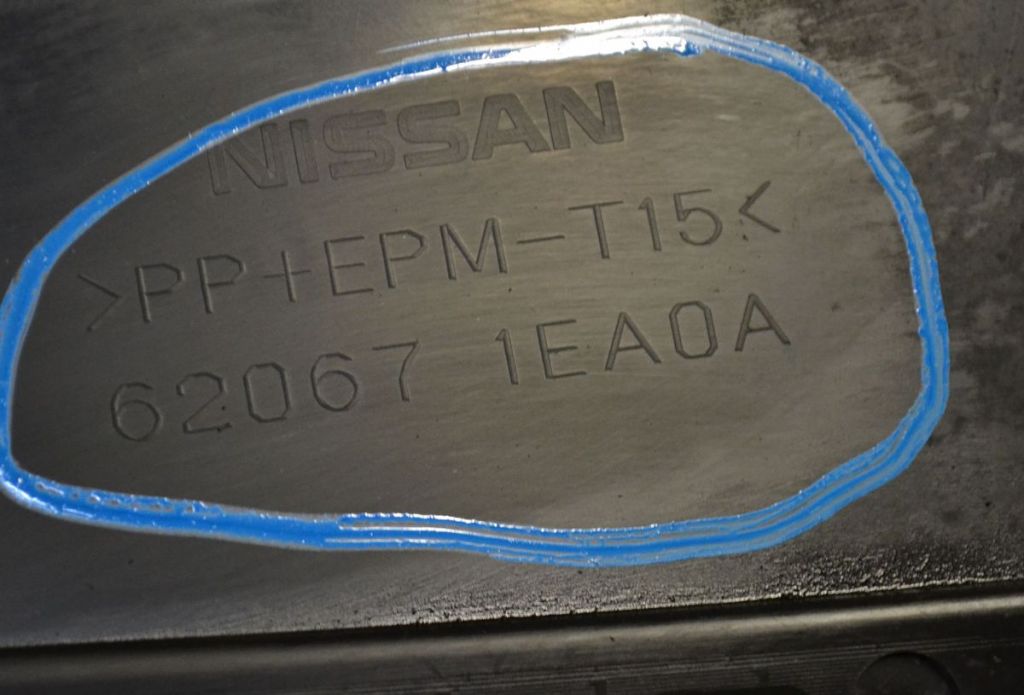 NISSAN
>PP+EPM-T15<
62067 1EA0A